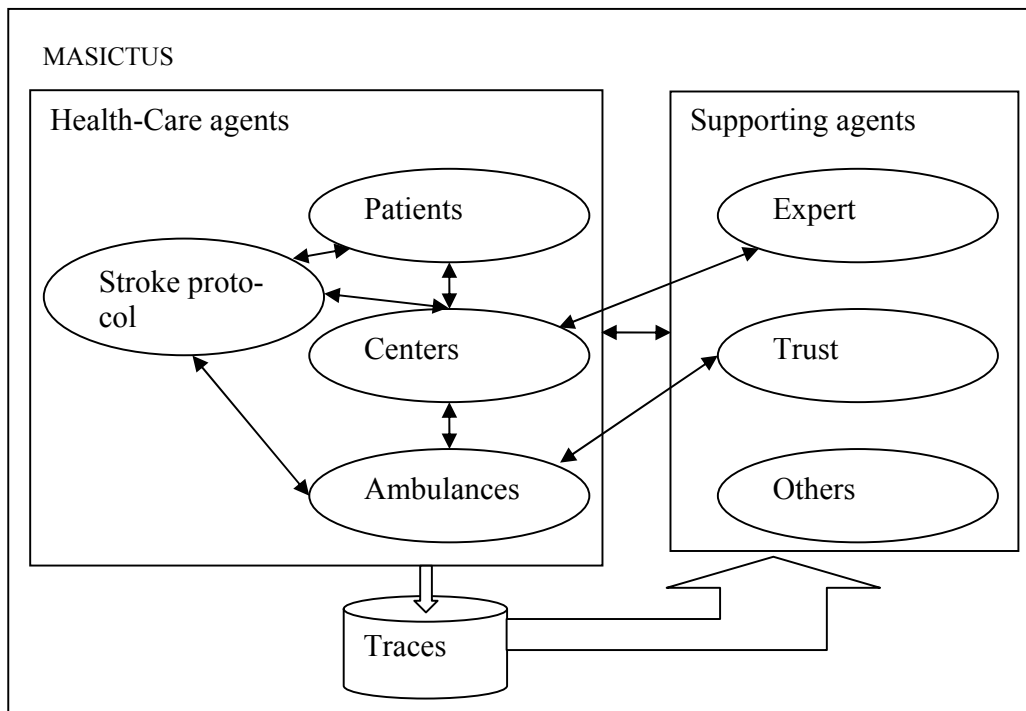 MASICTUS
Health-Care agents
Supporting agents
Patients
Expert
Stroke proto-
col
Centers
Trust
Ambulances
Others
Traces